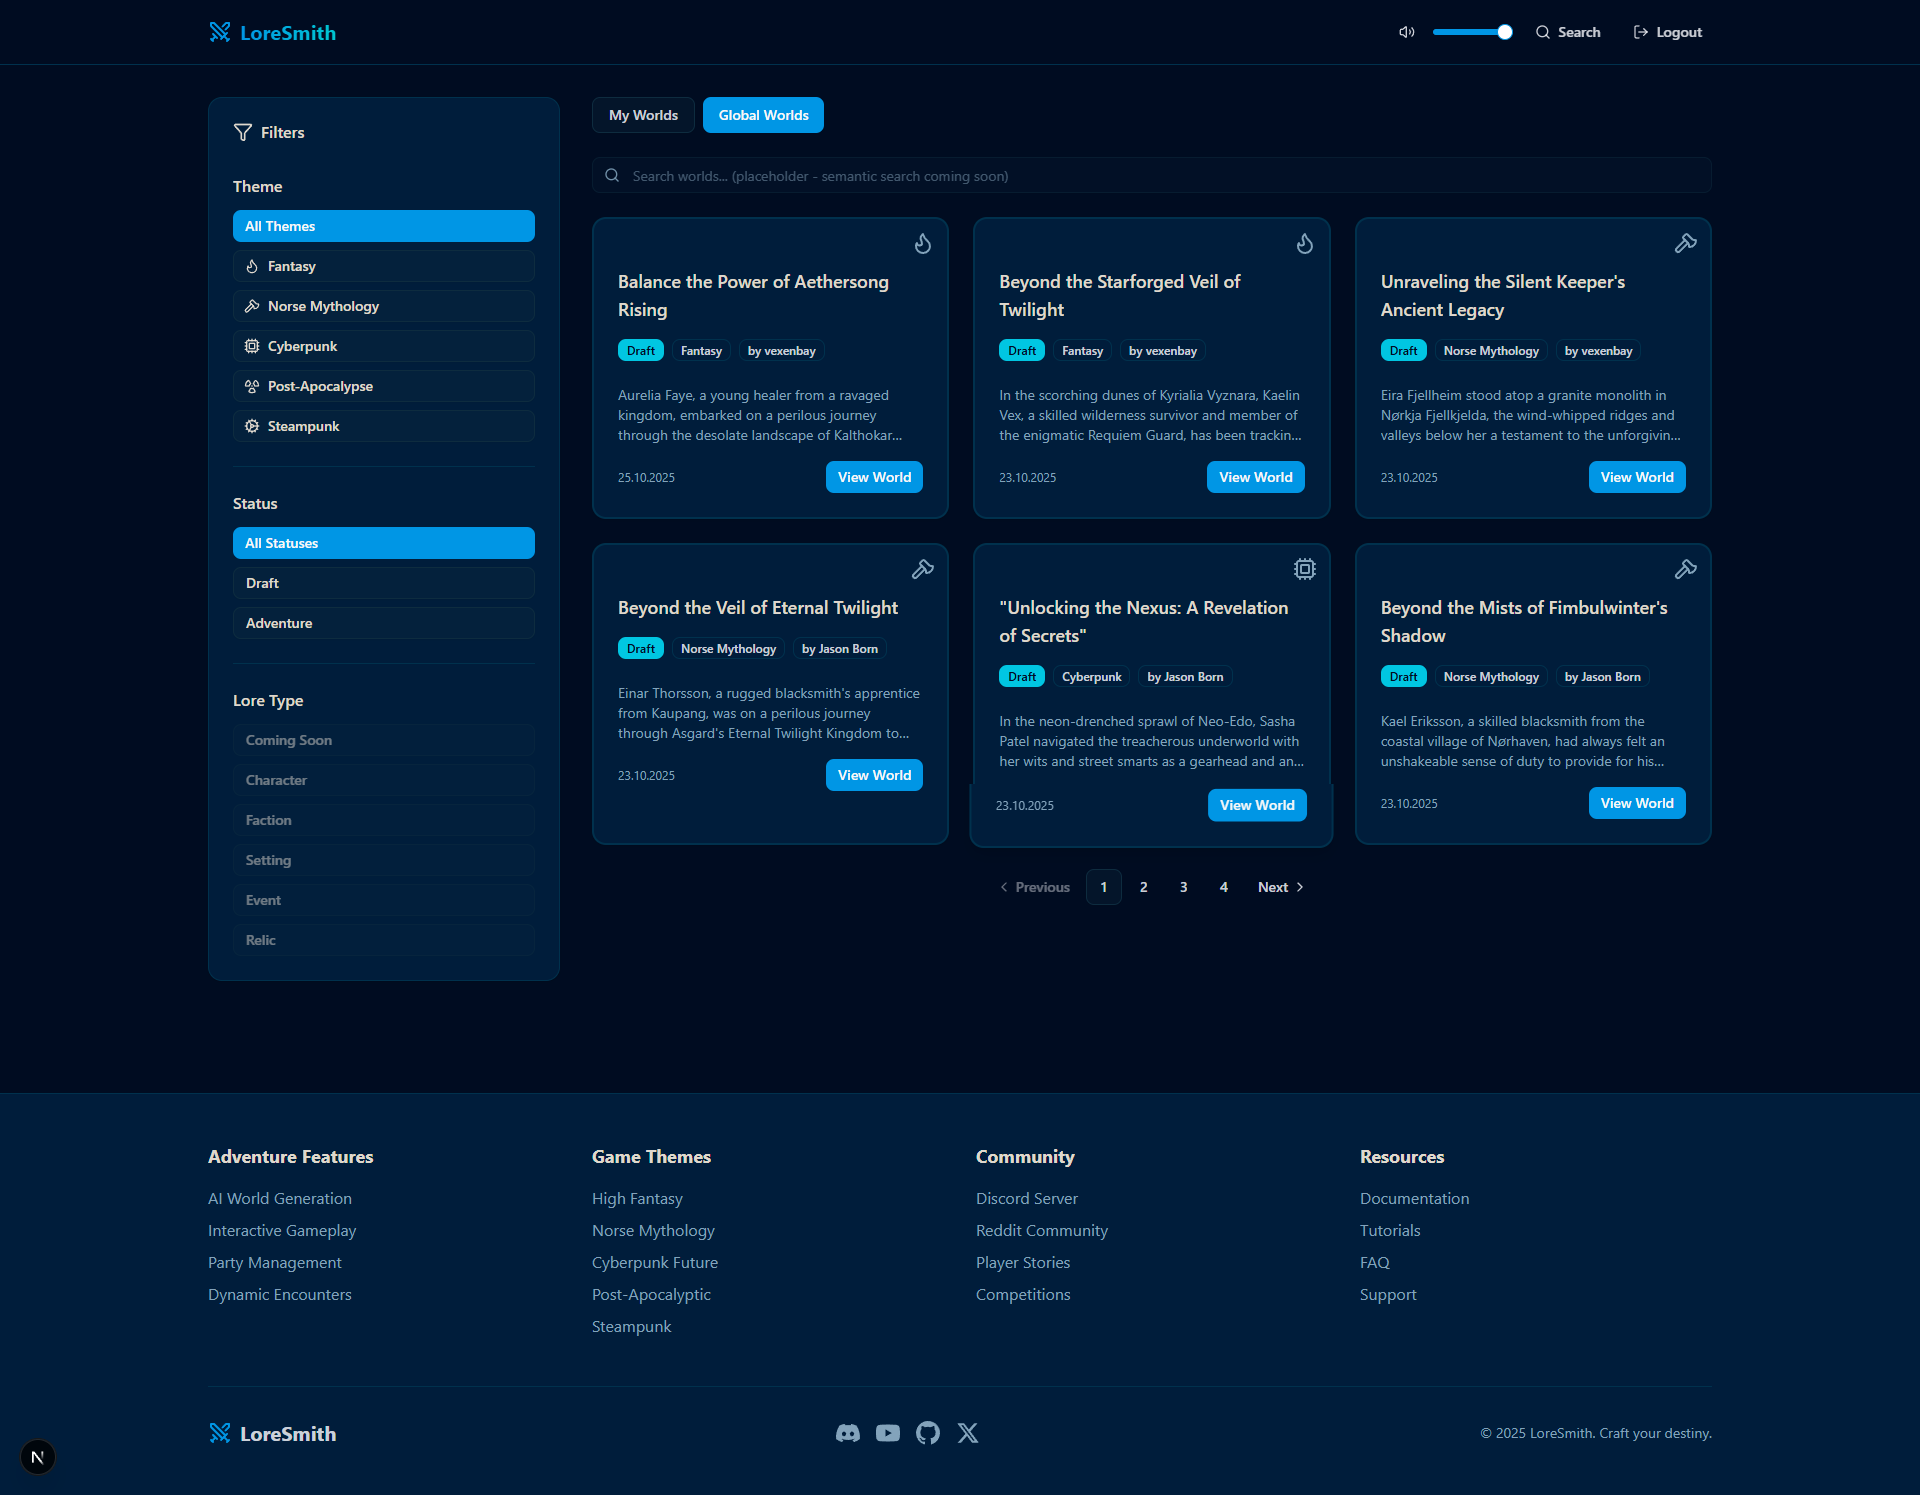 LoreSmith
Search
Logout
Filters
Theme
All Themes
Fantasy
Norse Mythology
Cyberpunk
Post-Apocalypse
Steampunk
Status
All Statuses
Draft
Adventure
Lore Type
Coming Soon
Character
Faction
Setting
Event
Relic
My Worlds
Global Worlds
Search worlds... (placeholder - semantic search coming soon)
Balance the Power of Aethersong
Rising
Draft
Fantasy
by vexenbay
Aurelia Faye, a young healer from a ravaged
kingdom, embarked on a perilous journey
through the desolate landscape of Kalthokar...
25.10.2025
View World
Beyond the Starforged Veil of
Twilight
Draft
Fantasy
by vexenbay
In the scorching dunes of Kyrialia Vyznara, Kaelin
Vex, a skilled wilderness survivor and member of
the enigmatic Requiem Guard, has been trackin...
23.10.2025
View World
Unraveling the Silent Keeper's
Ancient Legacy
Draft
Norse Mythology
by vexenbay
Eira Fjellheim stood atop a granite monolith in
Nørkja Fjellkjelda, the wind-whipped ridges and
valleys below her a testament to the unforgivin...
23.10.2025
View World
Beyond the Veil of Eternal Twilight
Draft
Norse Mythology
by Jason Born
Einar Thorsson, a rugged blacksmith's apprentice
from Kaupang, was on a perilous journey
through Asgard's Eternal Twilight Kingdom to...
23.10.2025
View World
"Unlocking the Nexus: A Revelation
of Secrets"
Draft
Cyberpunk
by Jason Born
In the neon-drenched sprawl of Neo-Edo, Sasha
Patel navigated the treacherous underworld with
her wits and street smarts as a gearhead and an...
23.10.2025
View World
Beyond the Mists of Fimbulwinter's
Shadow
Draft
Norse Mythology
by Jason Born
Kael Eriksson, a skilled blacksmith from the
coastal village of Nørhaven, had always felt an
unshakeable sense of duty to provide for his...
23.10.2025
View World
Previous
1
2
3
4
Next
Adventure Features
AI World Generation
Interactive Gameplay
Party Management
Dynamic Encounters
Game Themes
High Fantasy
Norse Mythology
Cyberpunk Future
Post-Apocalyptic
Steampunk
Community
Discord Server
Reddit Community
Player Stories
Competitions
Resources
Documentation
Tutorials
FAQ
Support
LoreSmith
© 2025 LoreSmith. Craft your destiny.
N